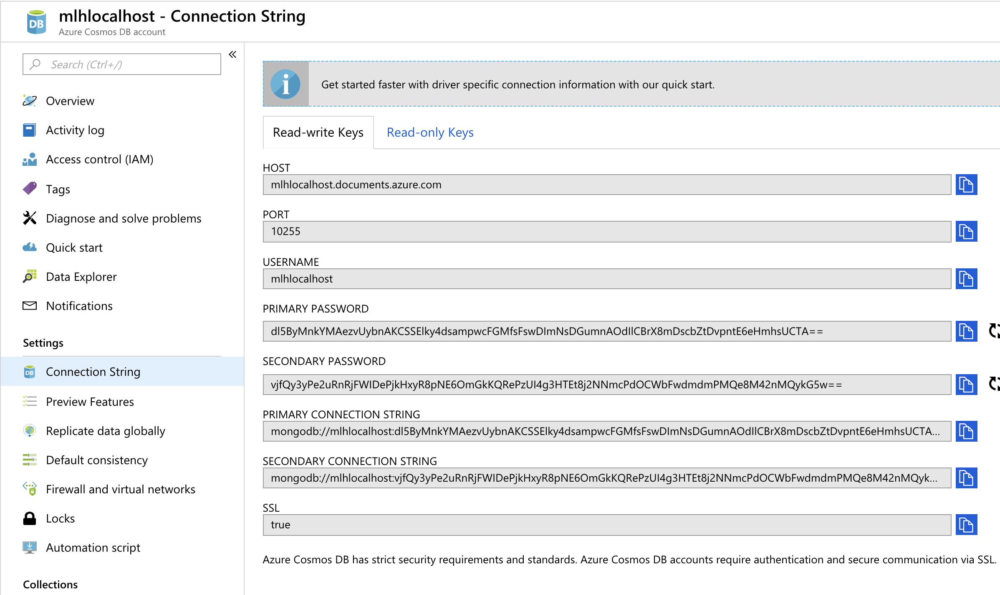 mlhlocalhost - Connection String
Azure Cosmos DB account
DB
Search (Ctrl+/)
Overview
Activity log
Access control (IAM)
Tags
Diagnose and solve problems
Quick start
Data Explorer
Notifications
Settings
DB
Connection String
Preview Features
Replicate data globally
Default consistency
Firewall and virtual networks
Locks
Automation script
Collections
Get started faster with driver specific connection information with our quick start.
Read-write Keys
Read-only Keys
HOST
mlhlocalhost.documents.azure.com
PORT
10255
USERNAME
mlhlocalhost
PRIMARY PASSWORD
dl5ByMnkYMAezvUybnAKCSSElky4dsampwcFGMfsFswDImNsDGumnAOdIlCBrX8mDscbZtDvpntE6eHmhsUCTA==
SECONDARY PASSWORD
vjfQy3yPe2uRnRjFWIDePjkHxyR8pNE6OmGkKQRePzUI4g3HTEt8j2NNmcPdOCWbFwdmdmPMQe8M42nMQykG5w==
PRIMARY CONNECTION STRING
mongodb://mlhlocalhost:dl5ByMnkYMAezvUybnAKCSSElky4dsampwcFGMfsFswDImNsDGumnAOdIlCBrX8mDscbZtDvpntE6eHmhsUCTA...
SECONDARY CONNECTION STRING
mongodb://mlhlocalhost:vjfQy3yPe2uRnRjFWIDePjkHxyR8pNE6OmGkKQRePzUI4g3HTEt8j2NNmcPdOCWbFwdmdmPMQe8M42nMQyk...
SSL
true
Azure Cosmos DB has strict security requirements and standards. Azure Cosmos DB accounts require authentication and secure communication via SSL.